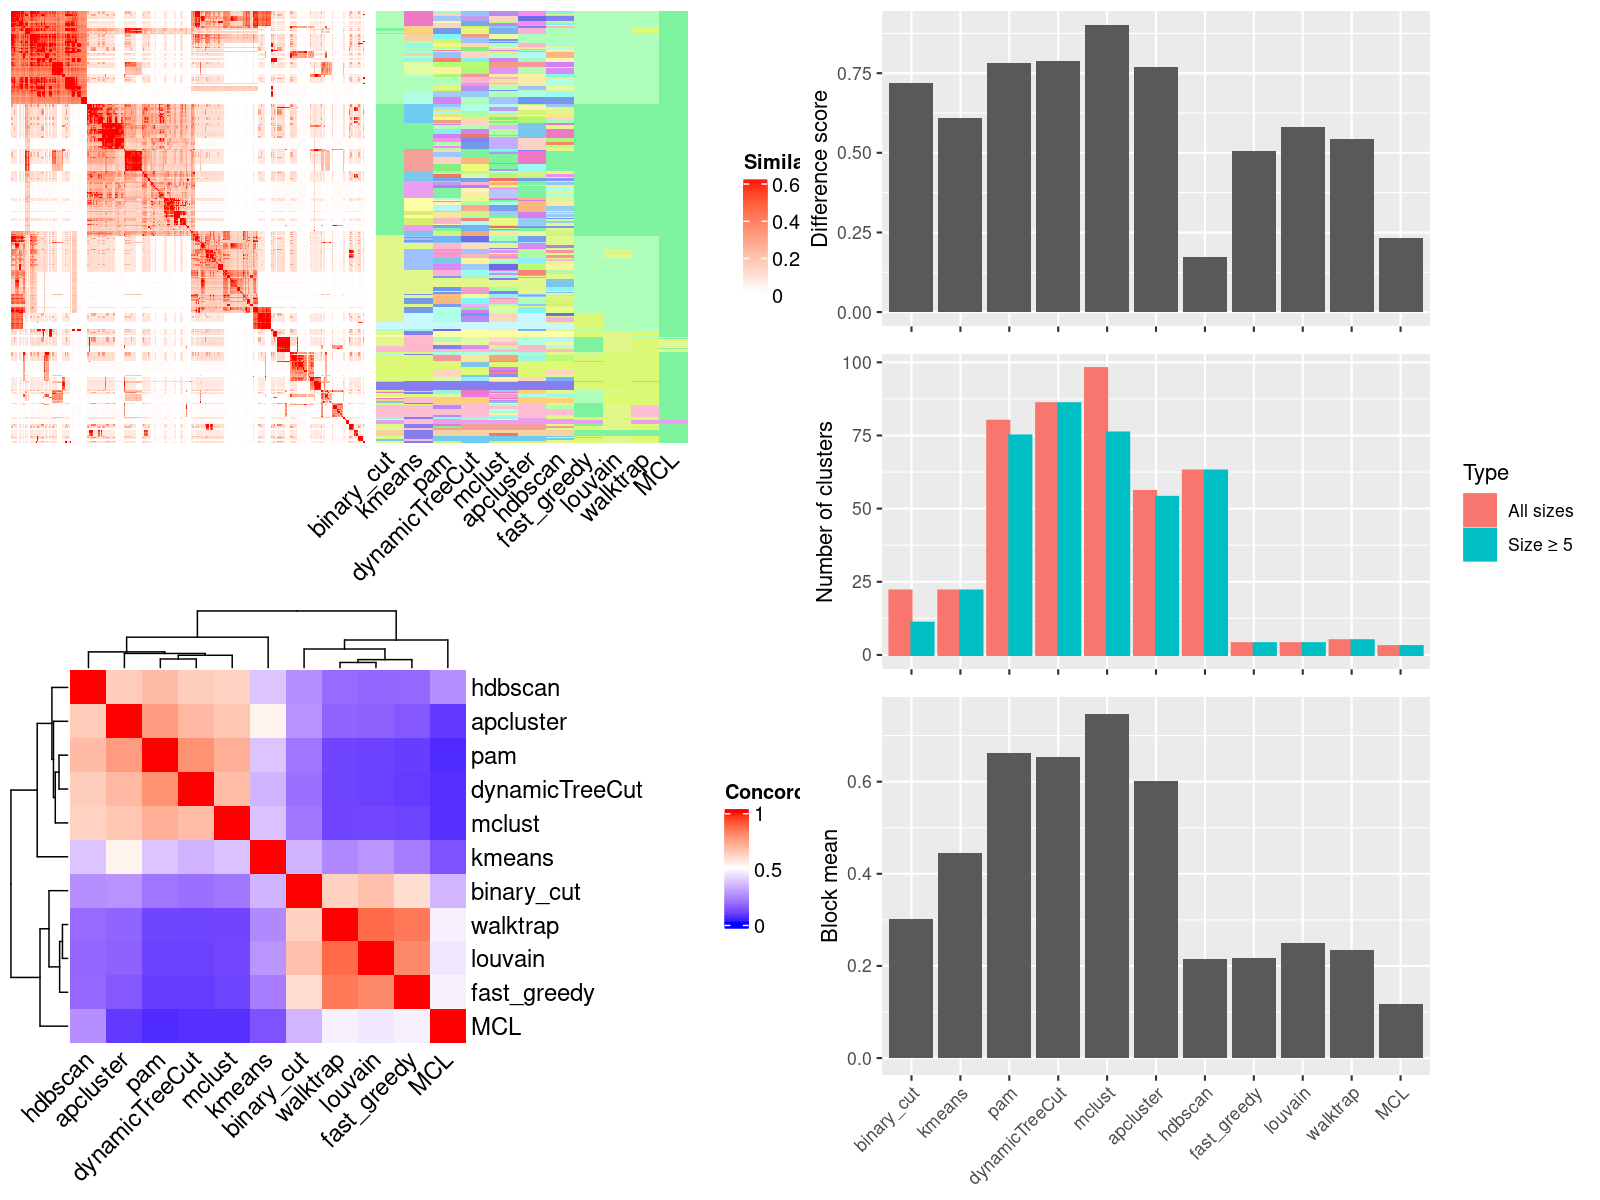 Simila
0.6
0.4
0.2
0
binary_cut
kmeans
pam
dynamicTreeCut
mclust
apcluster
hdbscan
fast_greedy
louvain
walktrap
MCL
Difference score
0.75
0.50
0.25
0.00
Number of clusters
100
75
50
25
0
Type
All sizes
Size ≥ 5
hdbscan
apcluster
pam
dynamicTreeCut
mclust
kmeans
binary_cut
walktrap
louvain
fast_greedy
MCL
hdbscan
apcluster
pam
dynamicTreeCut
mclust
kmeans
binary_cut
walktrap
louvain
fast_greedy
MCL
Concord
1
0.5
0
Block mean
0.6
0.4
0.2
0.0
binary_cut
kmeans
pam
dynamicTreeCut
mclust
apcluster
hdbscan
fast_greedy
louvain
walktrap
MCL